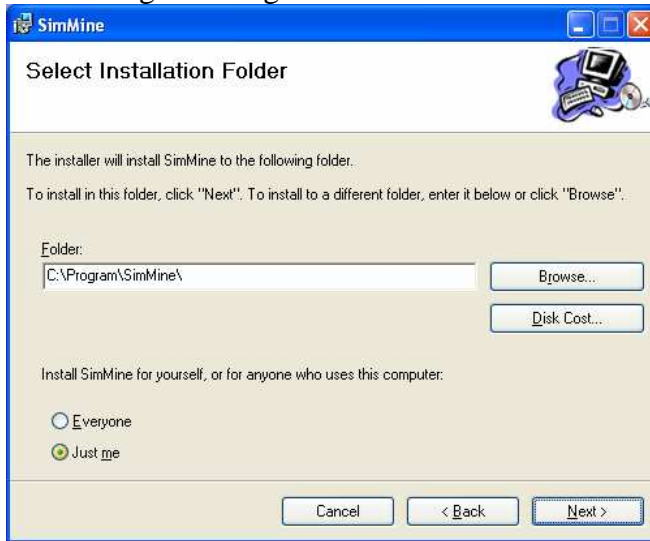 SimMine
Select Installation Folder
The installer will install SimMine to the following folder.
To install in this folder, click "Next". To install to a different folder, enter it below or click "Browse".
Folder:
C:\Program\SimMine\
Browse...
Disk Cost...
Install SimMine for yourself, or for anyone who uses this computer:
Everyone
Just me
Cancel
< Back
Next >